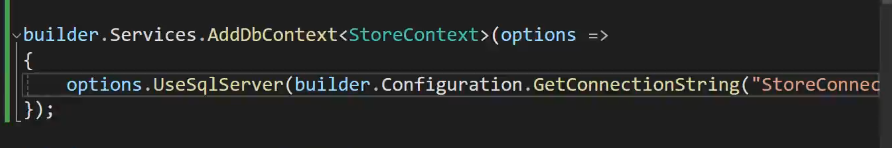 builder.Services.AddDbContext<StoreContext>(options =>
{
options.UseSqlServer(builder.Configuration.GetConnectionString("StoreConnec
});